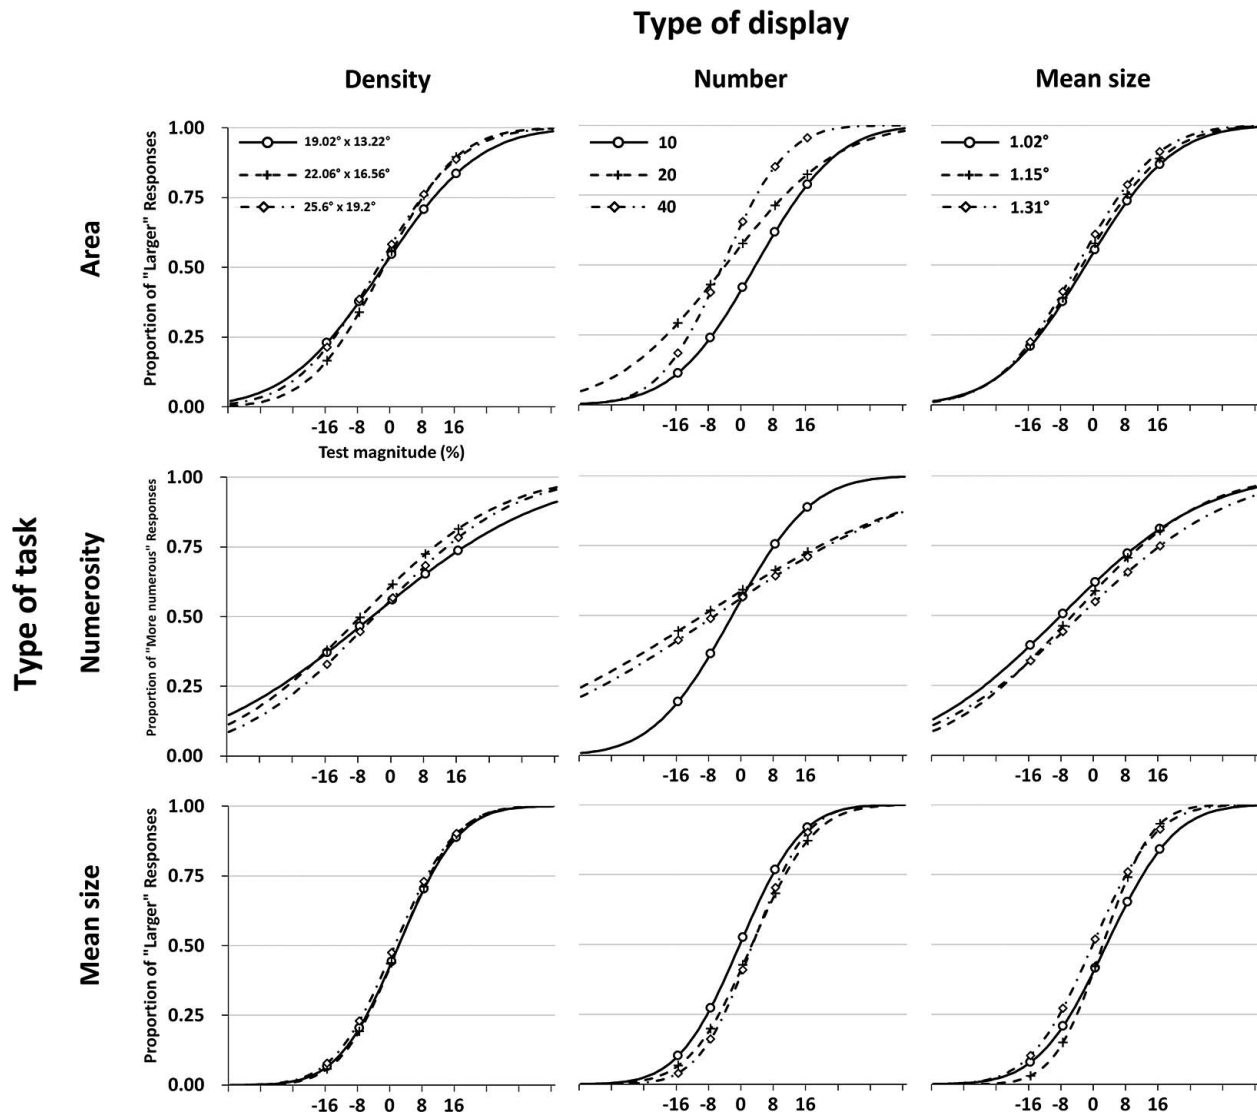 Type of display
Density Number Mean size
Type of task
Area
Proportion of "Larger" Responses
1.00
0.75
0.50
0.25
0.00
19.02° x 13.22°
22.06° x 16.56°
25.6° x 19.2°
10
20
40
1.02°
1.15°
1.31°
-16 -8 0 8 16
-16 -8 0 8 16
-16 -8 0 8 16
Test magnitude (%)
Numerosity
Proportion of "More numerous" Responses
1.00
0.75
0.50
0.25
0.00
-16 -8 0 8 16
-16 -8 0 8 16
-16 -8 0 8 16
Mean size
Proportion of "Larger" Responses
1.00
0.75
0.50
0.25
0.00
-16 -8 0 8 16
-16 -8 0 8 16
-16 -8 0 8 16